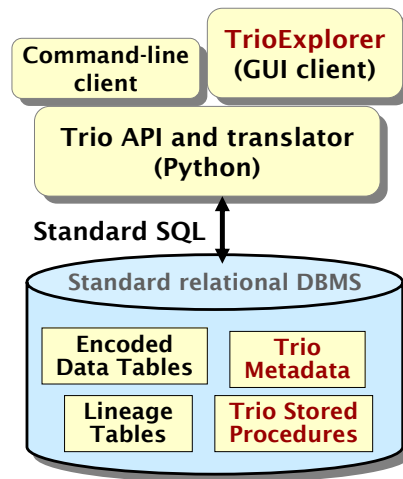 Command-line
client
TrioExplorer
(GUI client)
Trio API and translator
(Python)
Standard SQL
Standard relational DBMS
Encoded
Data Tables
Trio
Metadata
Lineage
Tables
Trio Stored
Procedures